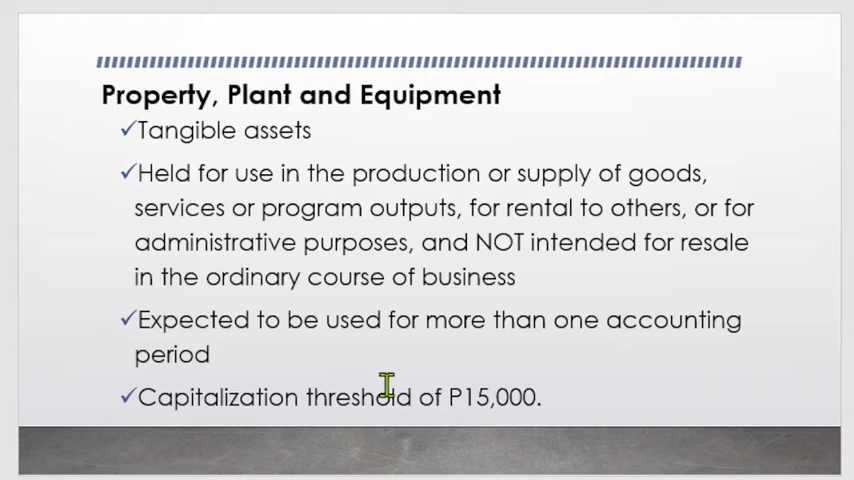 Property, Plant and Equipment
✓Tangible assets
✓Held for use in the production or supply of goods,
services or program outputs, for rental to others, or for
administrative purposes, and NOT intended for resale
in the ordinary course of business
✓Expected to be used for more than one accounting
period
✓Capitalization threshold of P15,000.